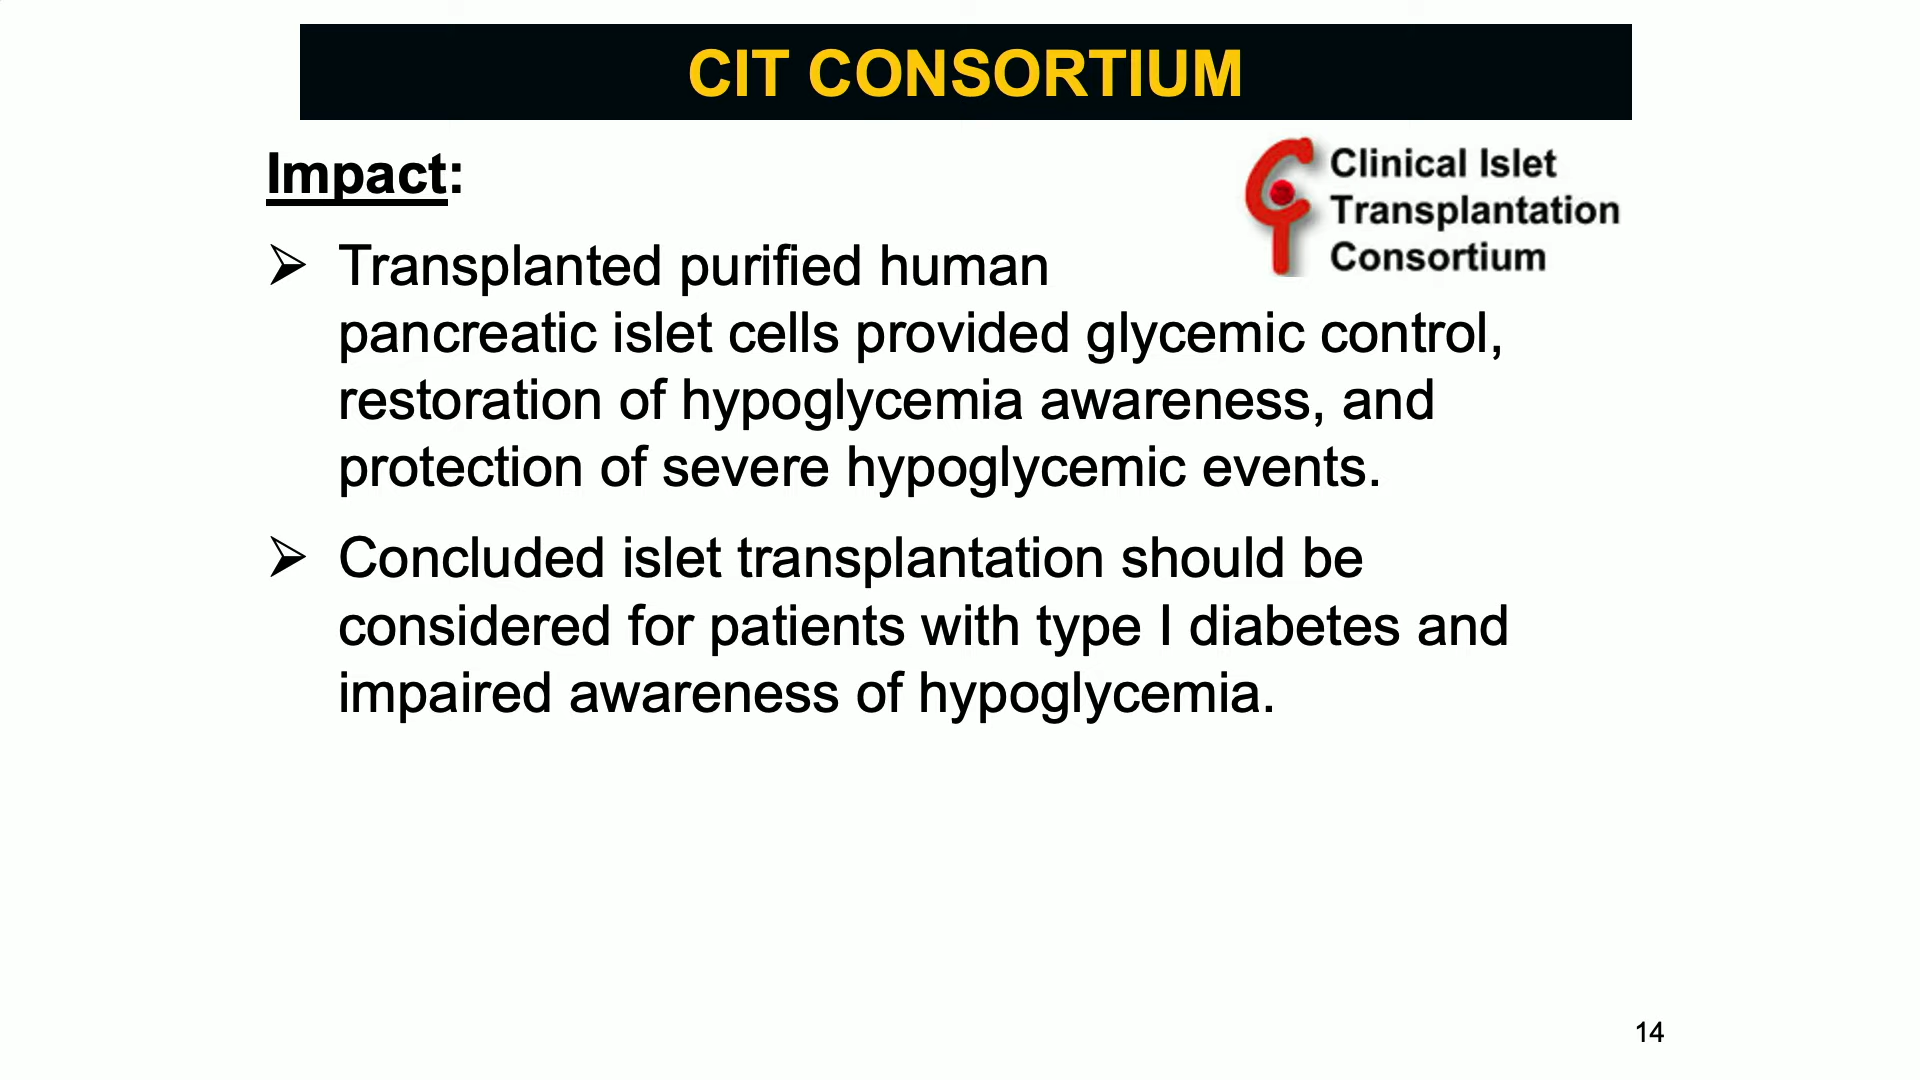 CIT CONSORTIUM
Impact:
Clinical Islet
Transplantation
Consortium
➢ Transplanted purified human
pancreatic islet cells provided glycemic control,
restoration of hypoglycemia awareness, and
protection of severe hypoglycemic events.
➢ Concluded islet transplantation should be
considered for patients with type I diabetes and
impaired awareness of hypoglycemia.
14